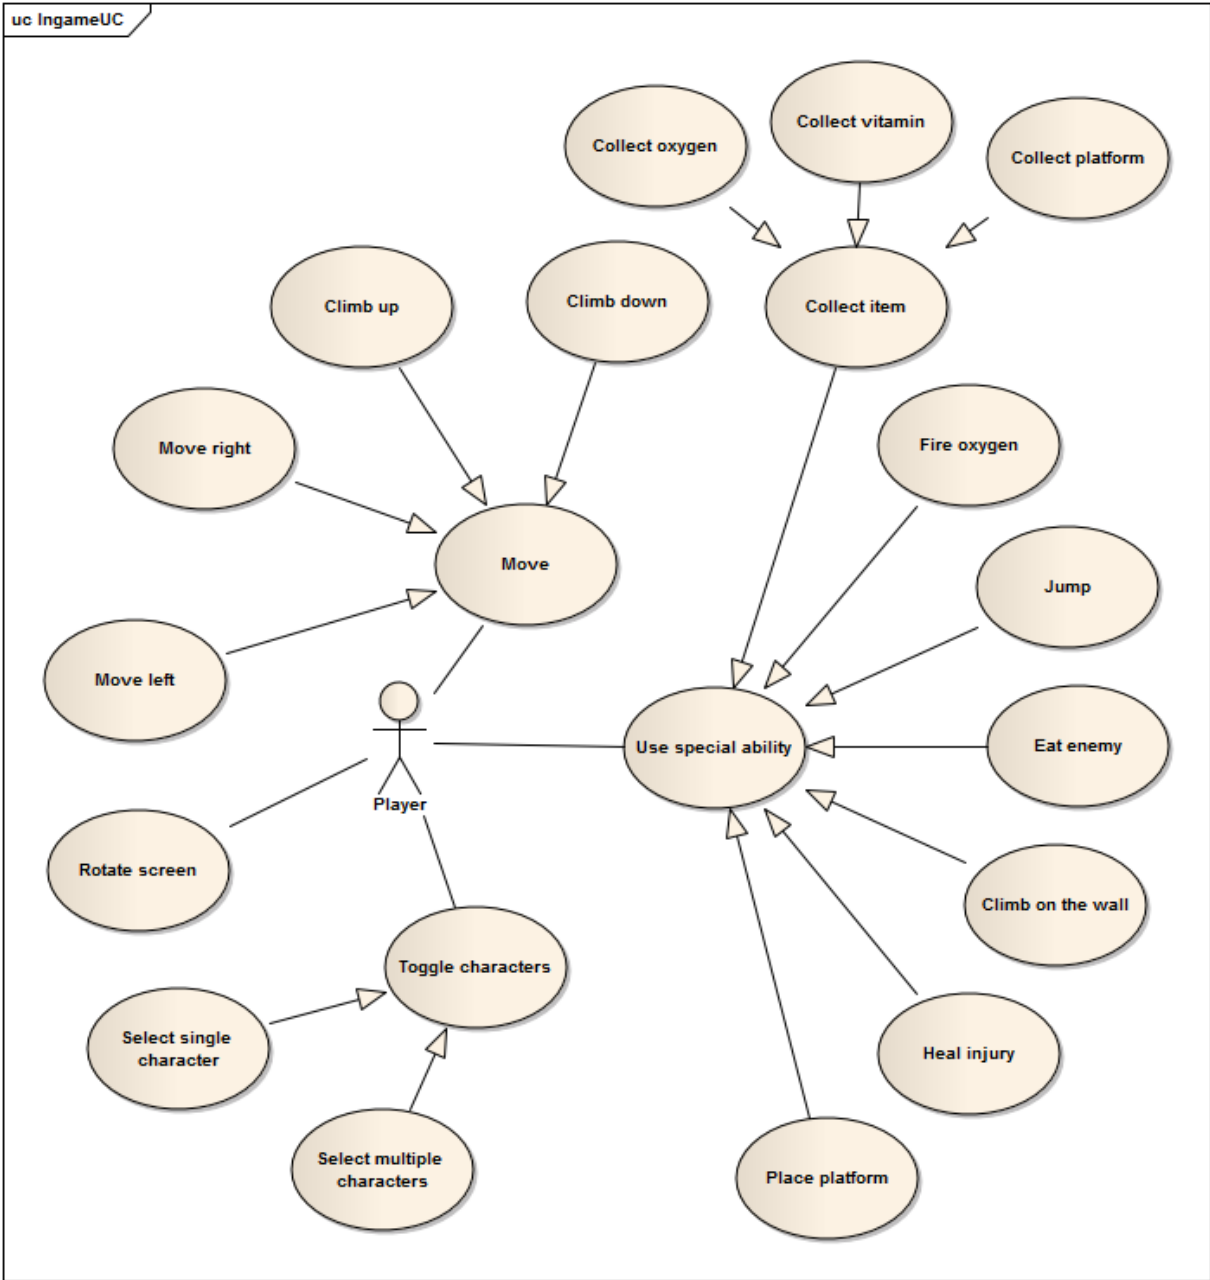 uc IngameUC
Collect vitamin
Collect oxygen
Collect platform
Climb up
Climb down
Collect item
Move right
Fire oxygen
Move
Jump
Move left
Use special ability
Eat enemy
Player
Rotate screen
Climb on the wall
Toggle characters
Select single
character
Heal injury
Select multiple
characters
Place platform